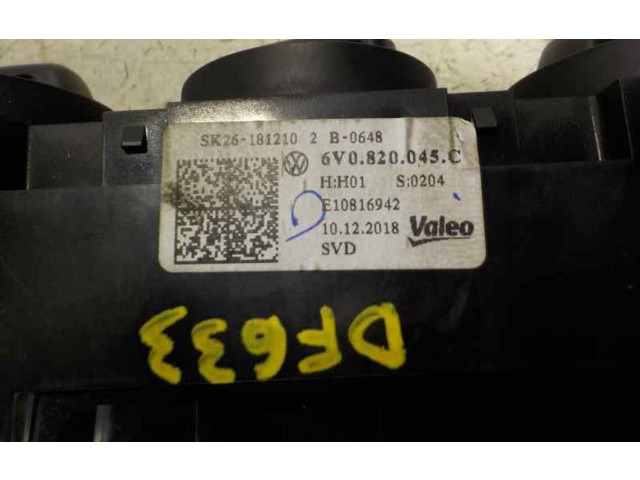 SK26-181210 2 B-0648
6V0.820.045.C
H:H01 S:0204
E10816942
10.12.2018 Valeo
SVD
DF633